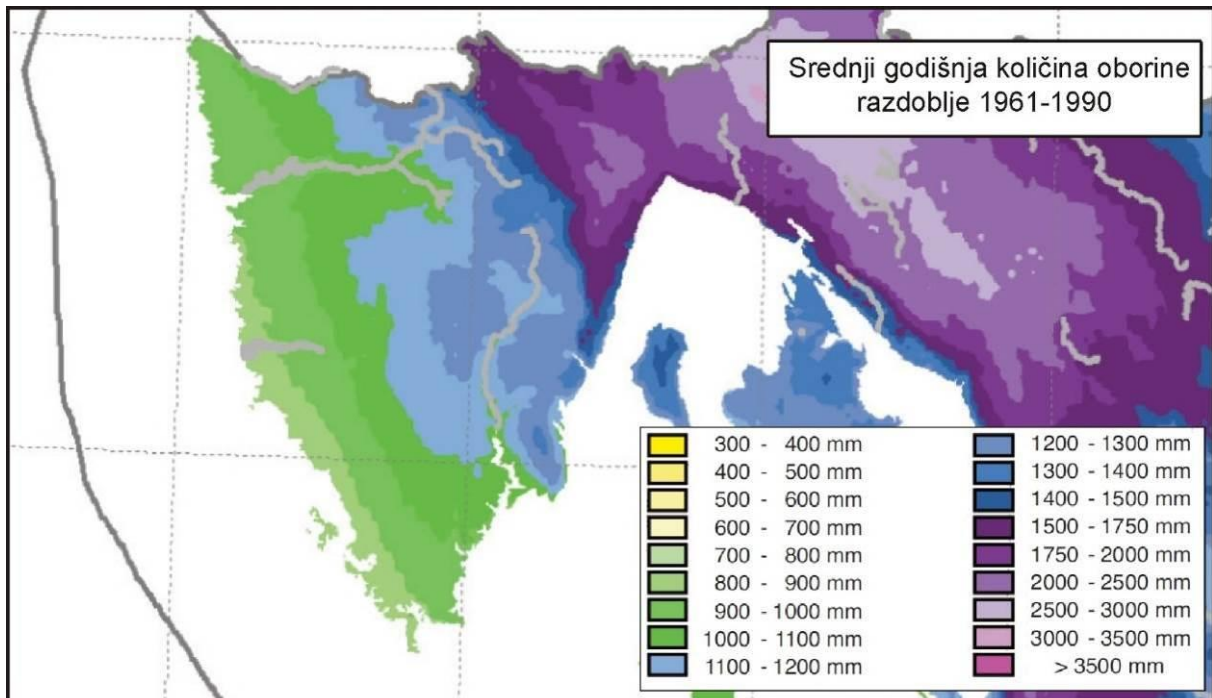 Srednji godišnja količina oborine
razdoblje 1961-1990
300 - 400 mm
400 - 500 mm
500 - 600 mm
600 - 700 mm
700 - 800 mm
800 - 900 mm
900 - 1000 mm
1000 - 1100 mm
1100 - 1200 mm
1200 - 1300 mm
1300 - 1400 mm
1400 - 1500 mm
1500 - 1750 mm
1750 - 2000 mm
2000 - 2500 mm
2500 - 3000 mm
3000 - 3500 mm
> 3500 mm